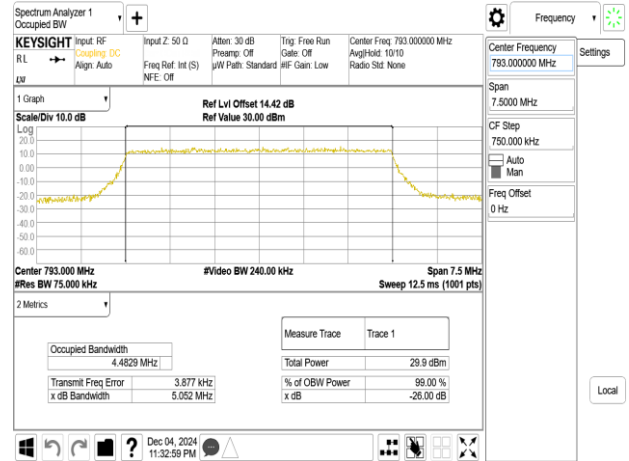 Spectrum Analyzer 1
Occupied BW
Frequency
KEYSIGHT
Input: RF
Input Z: 50 Ω
Atten: 30 dB
Trig: Free Run
Center Freq: 793.000000 MHz
RL
Coupling: DC
Preamp: Off
Gate: Off
Avg|Hold: 10/10
Align: Auto
Freq Ref: Int (S)
µW Path: Standard
#IF Gain: Low
Radio Std: None
NFE: Off
LXI
Center Frequency
793.000000 MHz
Settings
Span
7.5000 MHz
CF Step
750.000 kHz
Auto
Man
Freq Offset
0 Hz
Local
1 Graph
Ref Lvl Offset 14.42 dB
Scale/Div 10.0 dB
Ref Value 30.00 dBm
Log
20.0
10.0
0.00
-10.0
-20.0
-30.0
-40.0
-50.0
-60.0
Center 793.000 MHz
#Video BW 240.00 kHz
Span 7.5 MHz
#Res BW 75.000 kHz
Sweep 12.5 ms (1001 pts)
2 Metrics
Measure Trace
Trace 1
Occupied Bandwidth
4.4829 MHz
Total Power
29.9 dBm
Transmit Freq Error
3.877 kHz
% of OBW Power
99.00 %
x dB Bandwidth
5.052 MHz
x dB
-26.00 dB
?
Dec 04, 2024
11:32:59 PM